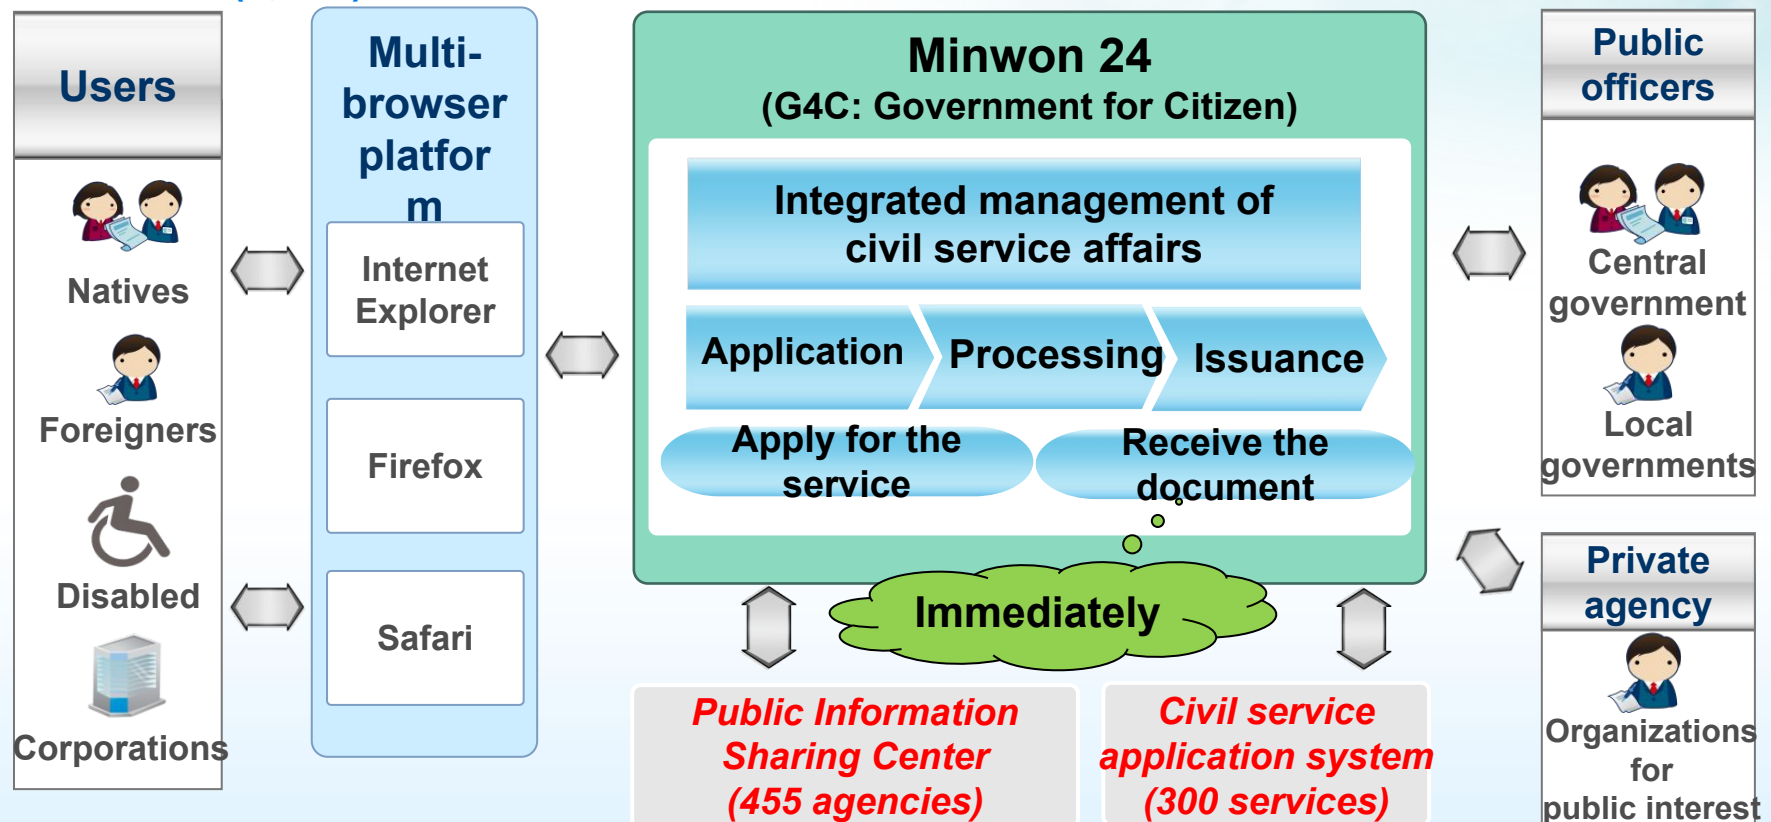 Users
Natives
Foreigners
Disabled
Corporations
Multi-
browser
platfor
m
Internet
Explorer
Firefox
Safari
Minwon 24
(G4C: Government for Citizen)
Integrated management of
civil service affairs
Application
Processing
Issuance
Apply for the
service
Receive the
document
Immediately
Public Information
Sharing Center
(455 agencies)
Civil service
application system
(300 services)
Public
officers
Central
government
Local
governments
Private
agency
Organizations
for
public interest